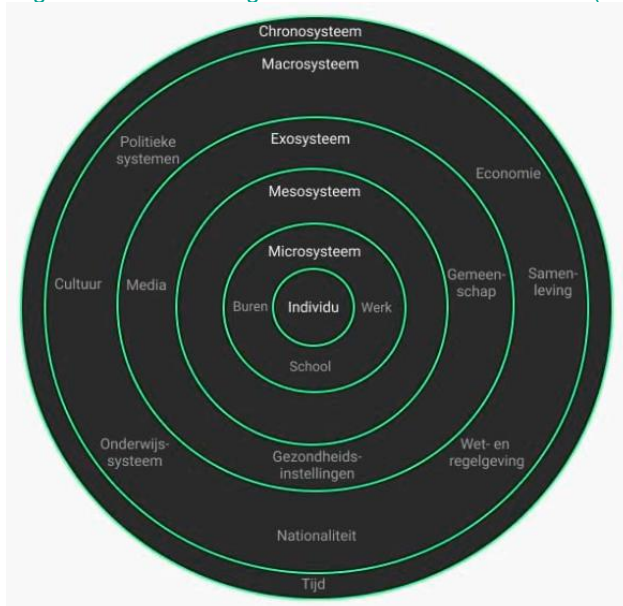 Chronosysteem
Macrosysteem
Politieke
systemen
Exosysteem
Economie
Mesosysteem
Microsysteem
Cultuur
Media
Gemeen-
schap
Samen-
leving
Buren
Individu
Werk
School
Onderwijs-
systeem
Gezondheids-
instellingen
Wet- en
regelgeving
Nationaliteit
Tijd